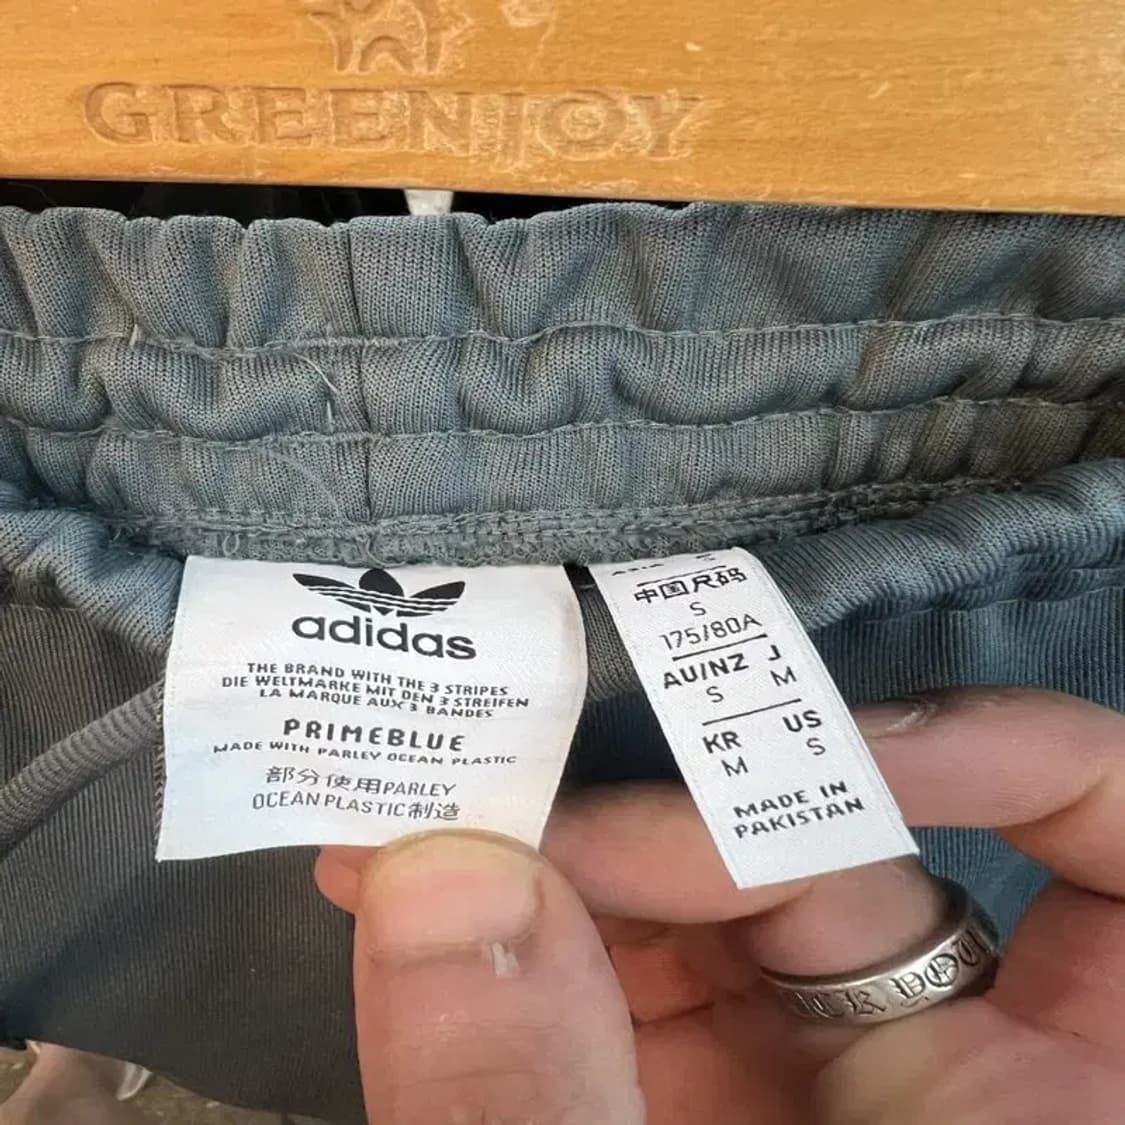 GREENJOY
adidas
THE BRAND WITH THE 3 STRIPES
DIE WELTMARKE MIT DEN 3 STREIFEN
LA MARQUE AUX 3 BANDES
PRIMEBLUE
MADE WITH PARLEY OCEAN PLASTIC
部分使用PARLEY
OCEAN PLASTIC制造
中国尺码
S
175/80A
AU/NZ J
S M
KR US
M S
MADE IN
PAKISTAN
YOU